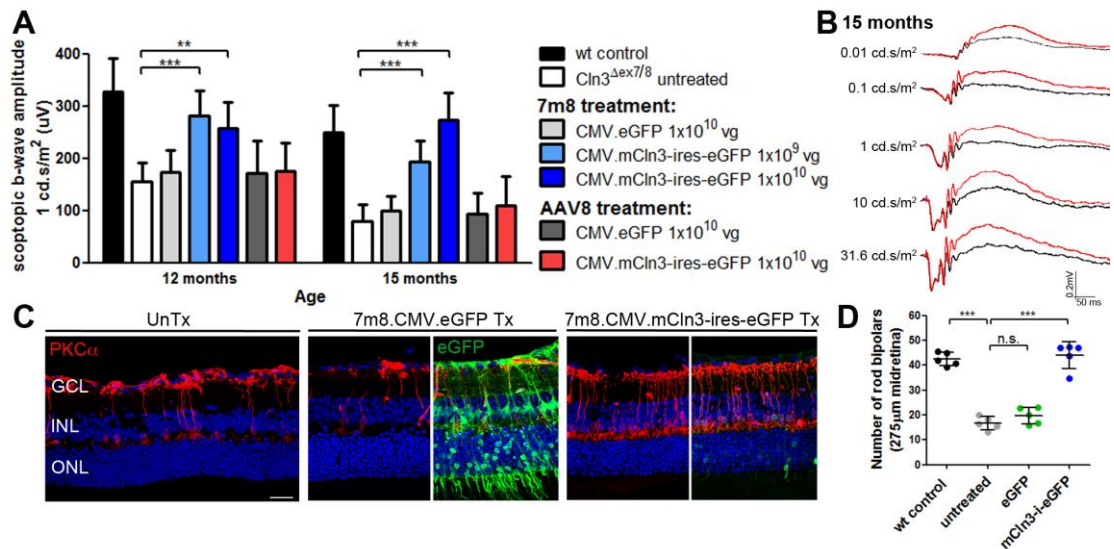 A
scoptopic b-wave amplitude
1 cd.s/m² (uV)
400
300
200
100
0
***
**
***
***
12 months
15 months
Age
wt control
Cln3Δex7/8 untreated
7m8 treatment:
CMV.eGFP 1x10¹⁰ vg
CMV.mCln3-ires-eGFP 1x10⁹ vg
CMV.mCln3-ires-eGFP 1x10¹⁰ vg
AAV8 treatment:
CMV.eGFP 1x10¹⁰ vg
CMV.mCln3-ires-eGFP 1x10¹⁰ vg
B
15 months
0.01 cd.s/m²
0.1 cd.s/m²
1 cd.s/m²
10 cd.s/m²
31.6 cd.s/m²
0.2mV
50 ms
C
UnTx
7m8.CMV.eGFP Tx
7m8.CMV.mCln3-ires-eGFP Tx
PKCα
eGFP
GCL
INL
ONL
D
Number of rod bipolars
(275μm midretina)
60
50
40
30
20
10
0
***
***
n.s.
wt control
untreated
eGFP
mCln3-i-eGFP